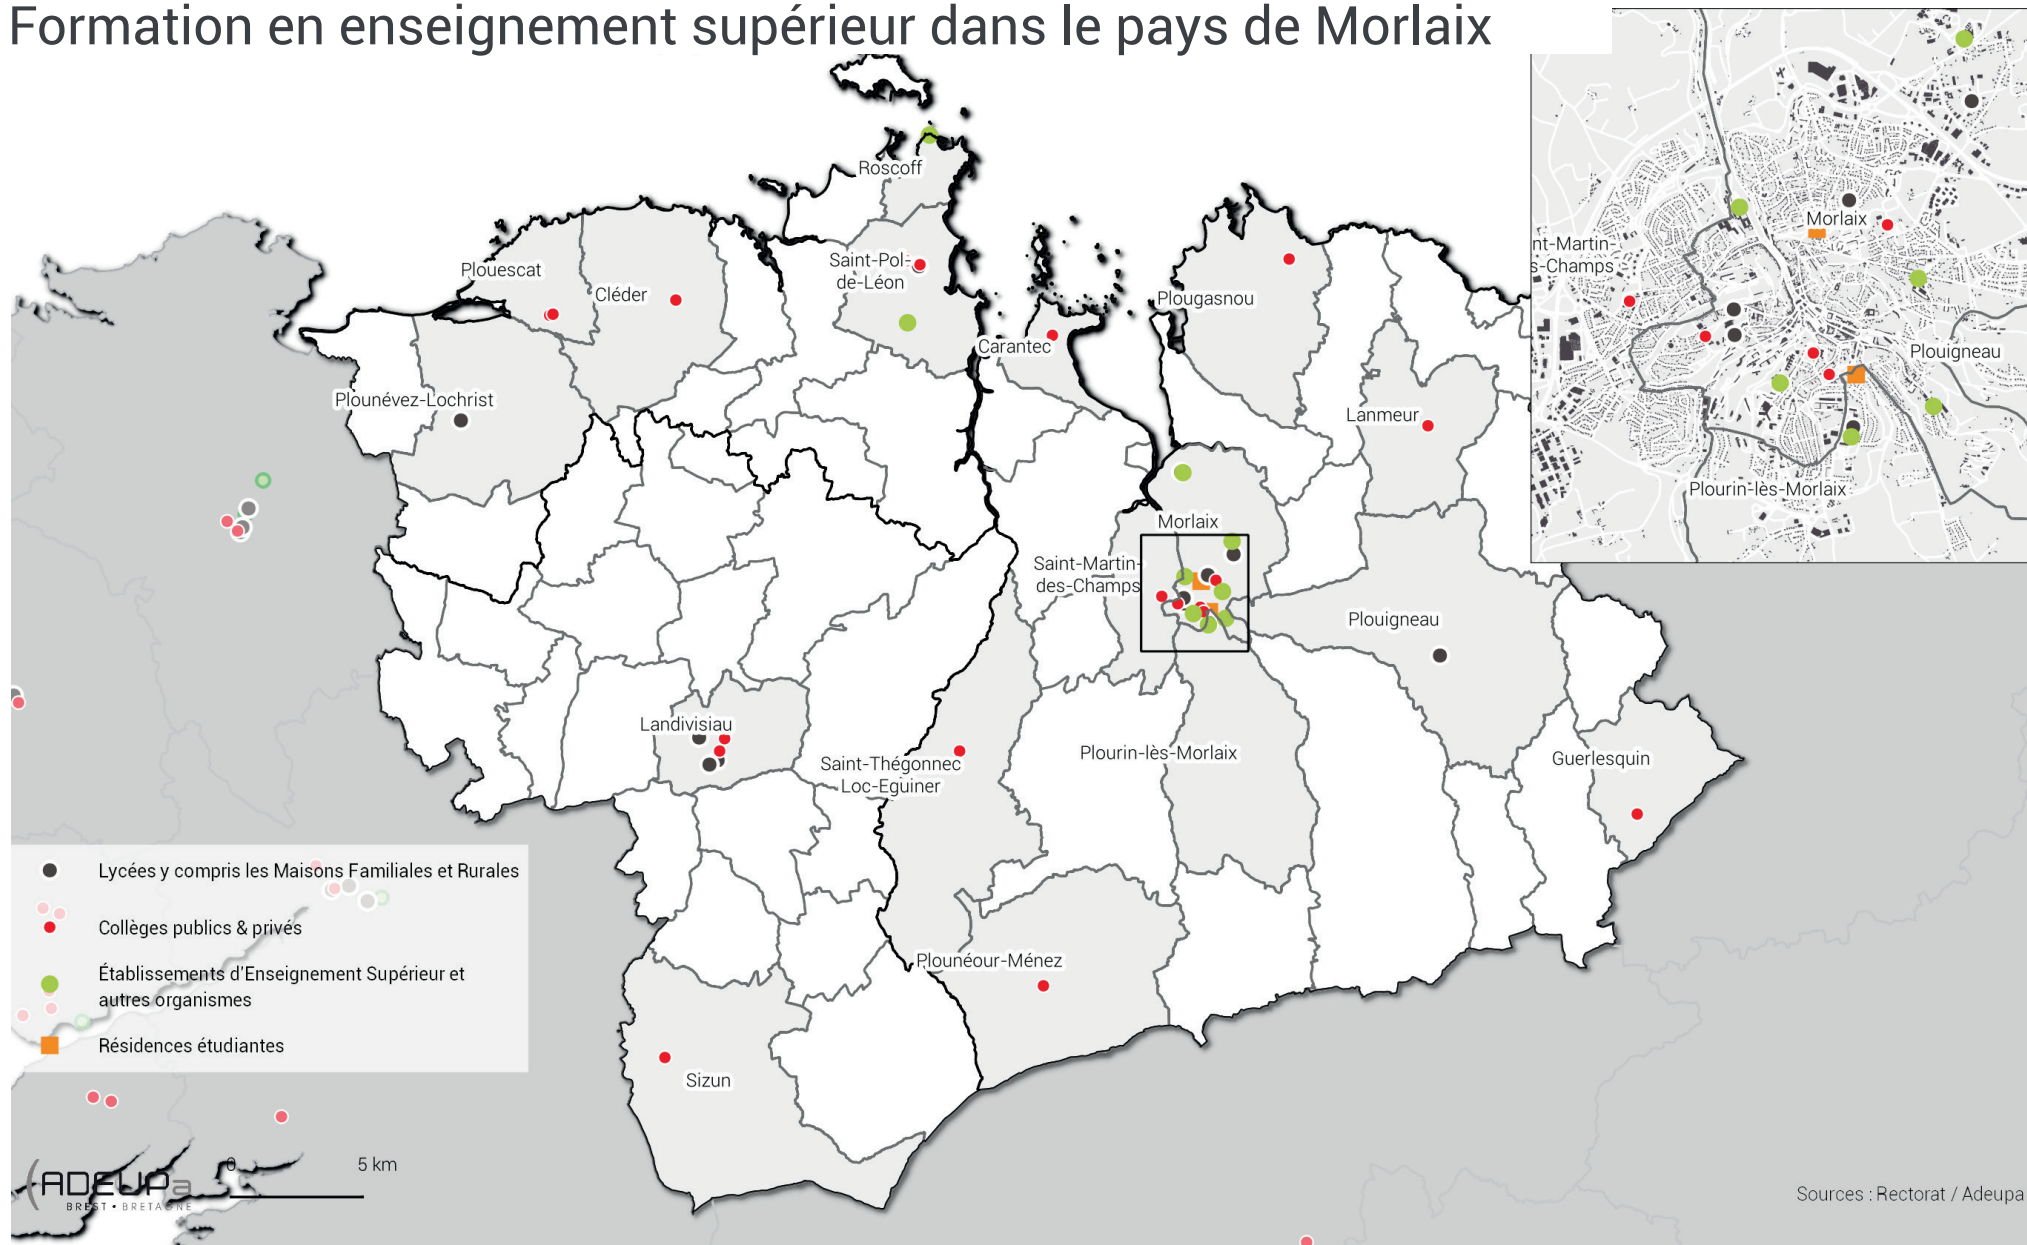 Formation en enseignement supérieur dans le pays de Morlaix
Roscoff
Plouescat
Cléder
Saint-Pol-
de-Léon
Carantec
Plougasnou
Plounévez-Lochrist
Lanmeur
Morlaix
Saint-Martin-
des-Champs
Plouigneau
Landivisiau
Saint-Thégonnec
Loc-Eguiner
Plourin-lès-Morlaix
Guerlesquin
Plounéour-Ménez
Sizun
Morlaix
nt-Martin-
s-Champs
Plouigneau
Plourin-lès-Morlaix
Lycées y compris les Maisons Familiales et Rurales
Collèges publics & privés
Établissements d'Enseignement Supérieur et
autres organismes
Résidences étudiantes
0 5 km
ADEUPa
BREST • BRETAGNE
Sources : Rectorat / Adeupa